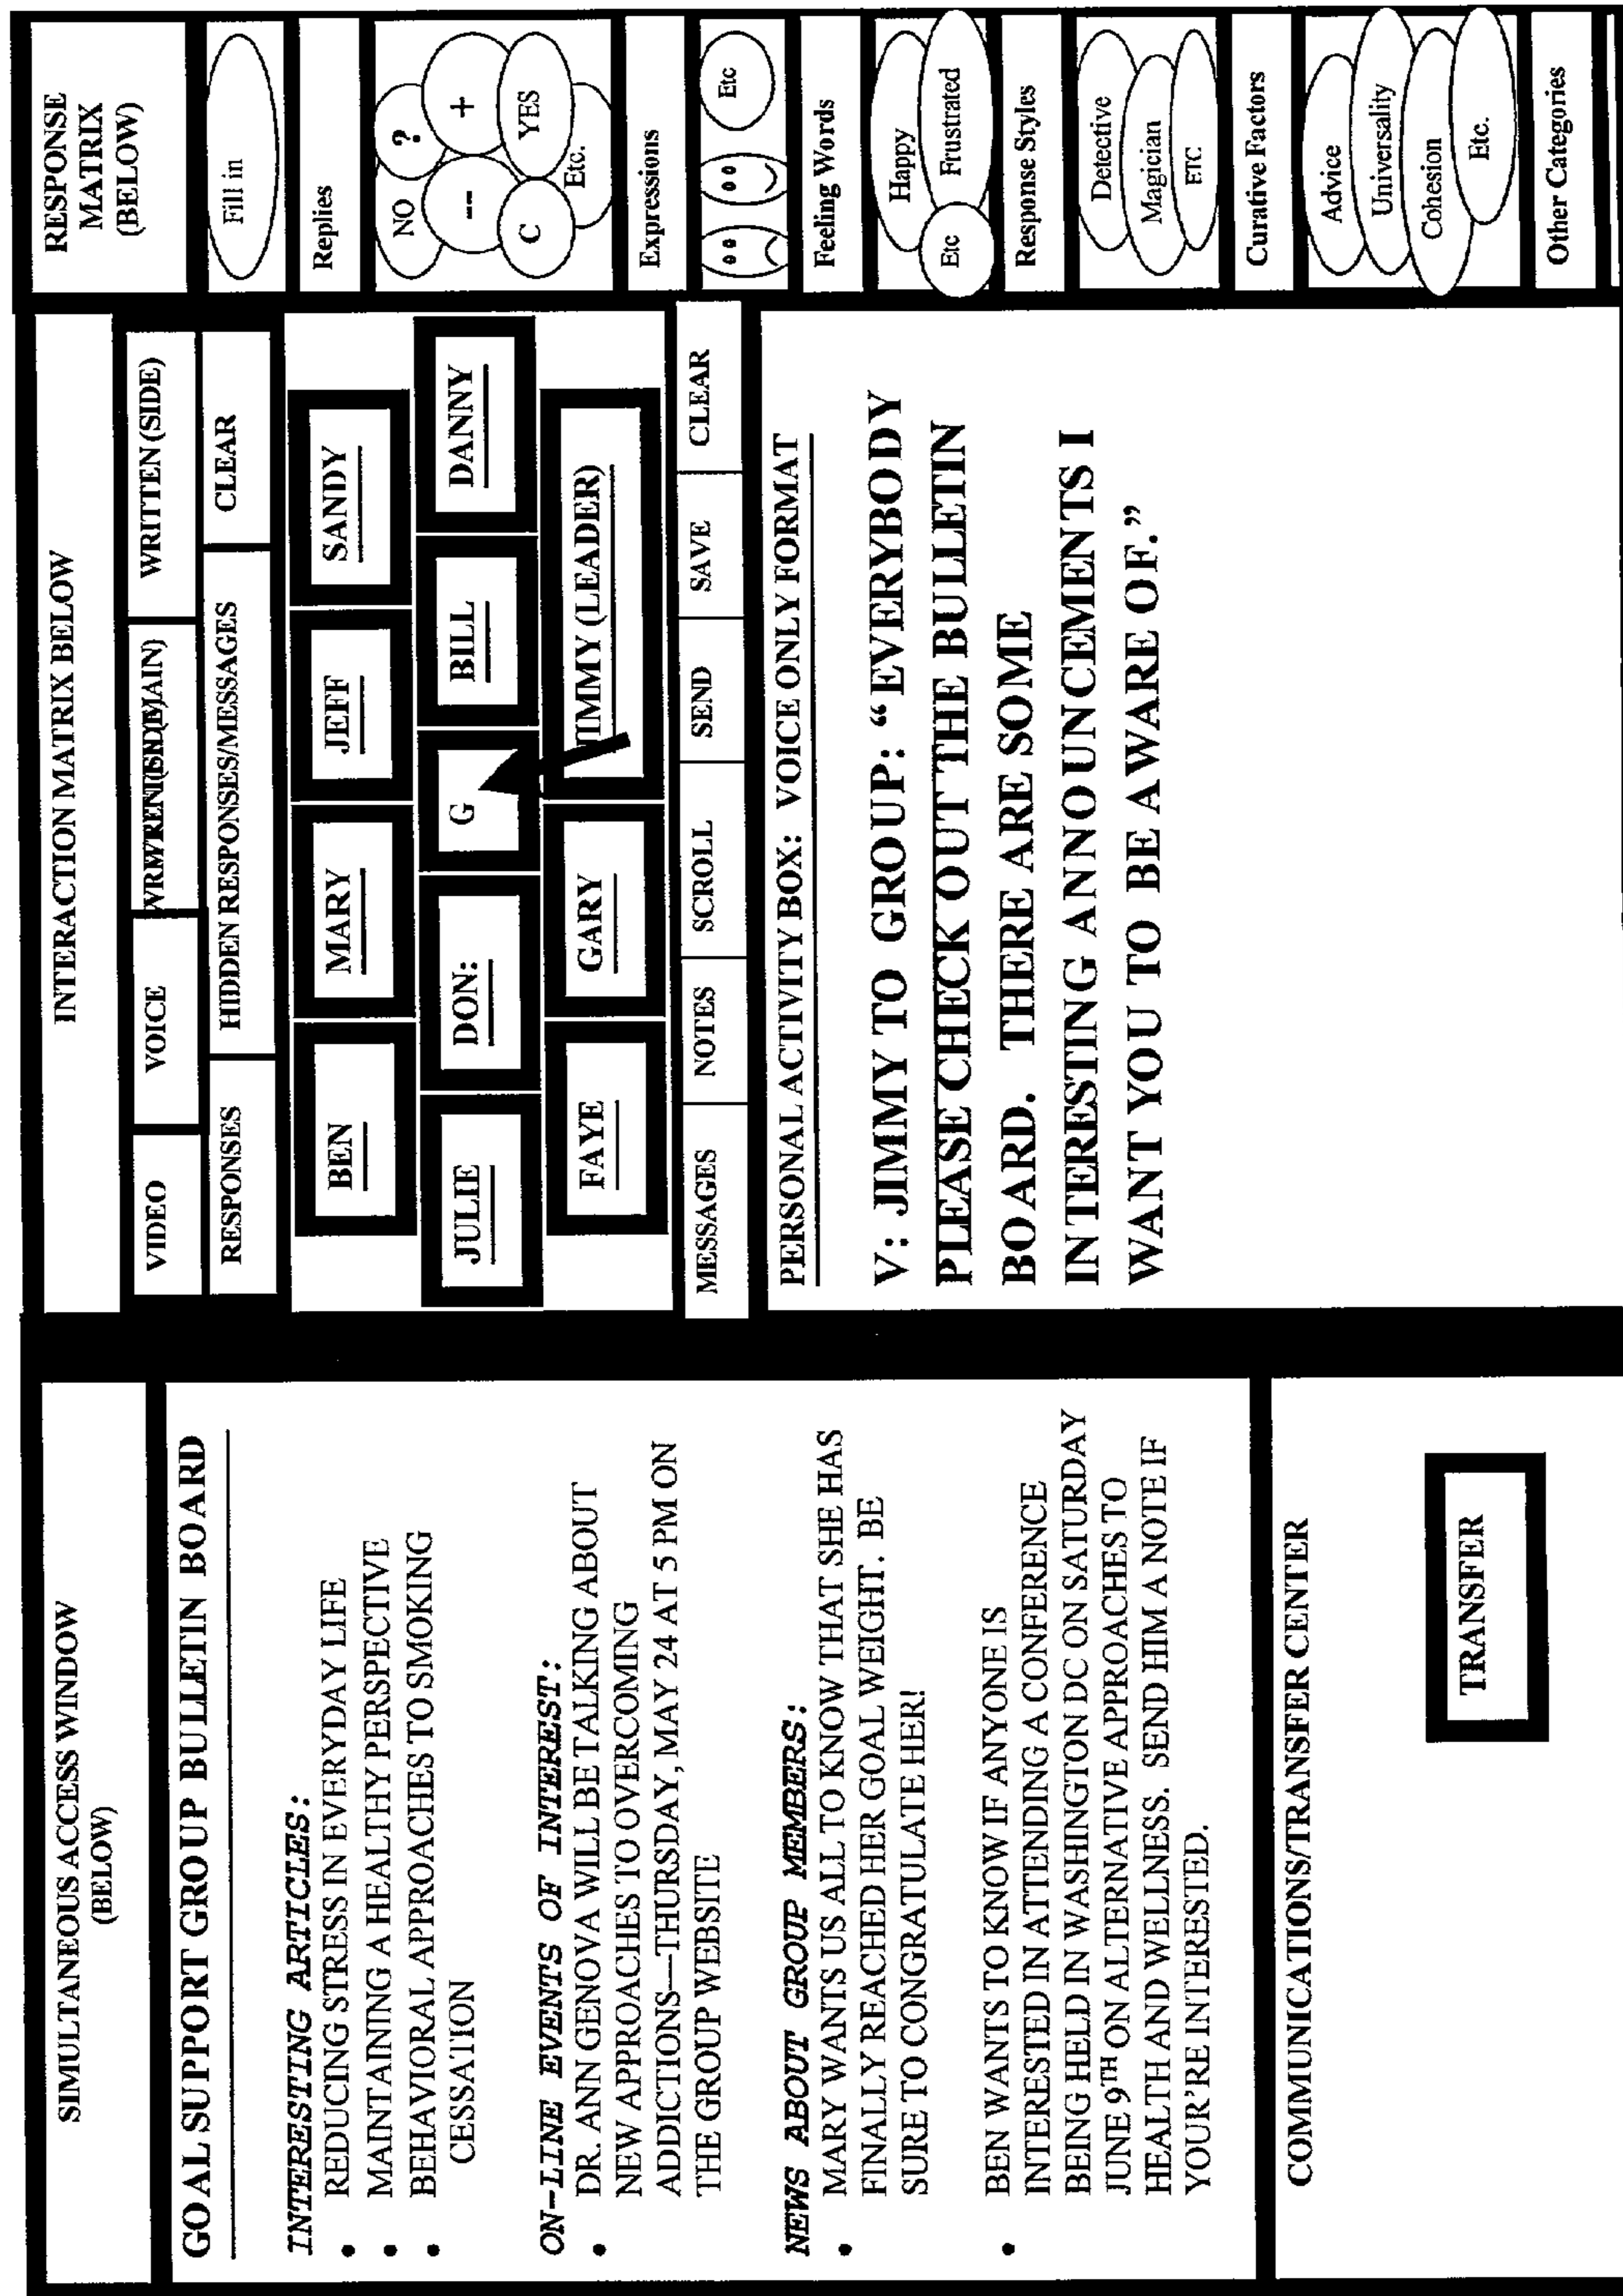 SIMULTANEOUS ACCESS WINDOW
(BELOW)
GOAL SUPPORT GROUP BULLETIN BOARD
INTERESTING ARTICLES:
• REDUCING STRESS IN EVERYDAY LIFE
• MAINTAINING A HEALTHY PERSPECTIVE
• BEHAVIORAL APPROACHES TO SMOKING
CESSATION
ON-LINE EVENTS OF INTEREST:
• DR. ANN GENOVA WILL BE TALKING ABOUT
NEW APPROACHES TO OVERCOMING
ADDICTIONS—THURSDAY, MAY 24 AT 5 PM ON
THE GROUP WEBSITE
NEWS ABOUT GROUP MEMBERS:
• MARY WANTS US ALL TO KNOW THAT SHE HAS
FINALLY REACHED HER GOAL WEIGHT. BE
SURE TO CONGRATULATE HER!
• BEN WANTS TO KNOW IF ANYONE IS
INTERESTED IN ATTENDING A CONFERENCE
BEING HELD IN WASHINGTON DC ON SATURDAY
JUNE 9TH ON ALTERNATIVE APPROACHES TO
HEALTH AND WELLNESS. SEND HIM A NOTE IF
YOUR'RE INTERESTED.
COMMUNICATIONS/TRANSFER CENTER
TRANSFER
INTERACTION MATRIX BELOW
VIDEO VOICE WRITTEN (SIDE)
RESPONSES HIDDEN RESPONSES/MESSAGES CLEAR
BEN MARY JEFF SANDY
JULIE DON: G BILL DANNY
FAYE GARY JIMMY (LEADER)
MESSAGES NOTES SCROLL SEND SAVE CLEAR
PERSONAL ACTIVITY BOX: VOICE ONLY FORMAT
V: JIMMY TO GROUP: “EVERYBODY
PLEASE CHECK OUT THE BULLETIN
BOARD. THERE ARE SOME
INTERESTING ANNOUNCEMENTS I
WANT YOU TO BE AWARE OF.”
RESPONSE
MATRIX
(BELOW)
Fill in
Replies
NO ?
-- +
C YES
Etc.
Expressions
Etc
Feeling Words
Happy
Etc Frustrated
Response Styles
Detective
Magician
ETC
Curative Factors
Advice
Universality
Cohesion
Etc.
Other Categories